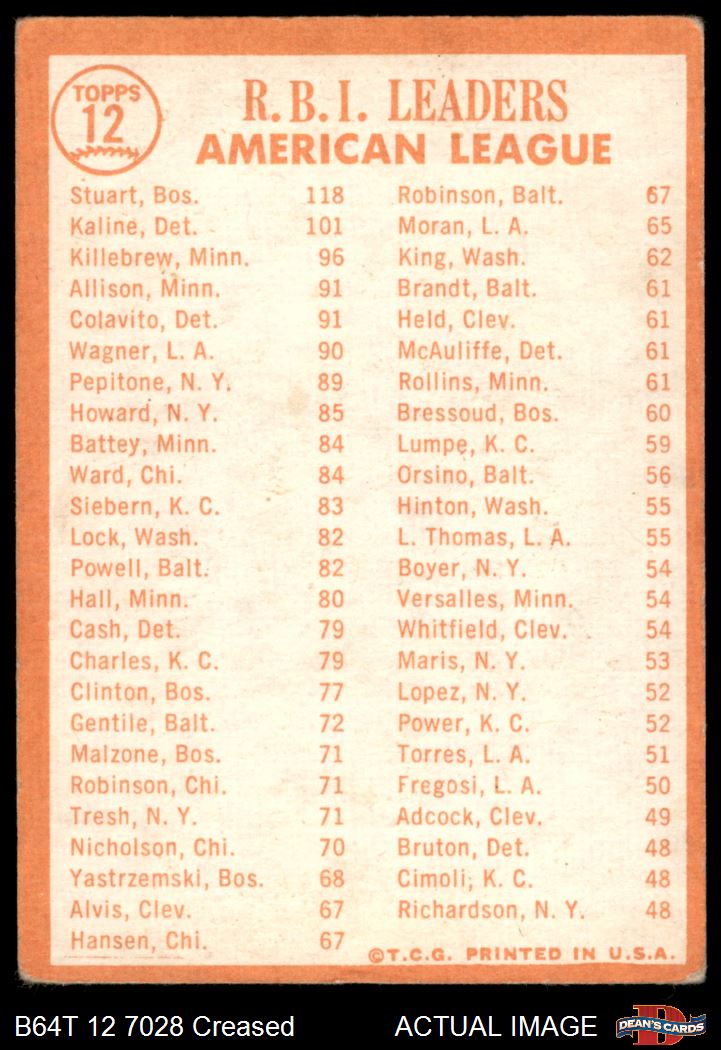 TOPPS
12
R. B. I. LEADERS
AMERICAN LEAGUE
Stuart, Bos. 118
Kaline, Det. 101
Killebrew, Minn. 96
Allison, Minn. 91
Colavito, Det. 91
Wagner, L. A. 90
Pepitone, N. Y. 89
Howard, N. Y. 85
Battey, Minn. 84
Ward, Chi. 84
Siebern, K. C. 83
Lock, Wash. 82
Powell, Balt. 82
Hall, Minn. 80
Cash, Det. 79
Charles, K. C. 79
Clinton, Bos. 77
Gentile, Balt. 72
Malzone, Bos. 71
Robinson, Chi. 71
Tresh, N. Y. 71
Nicholson, Chi. 70
Yastrzemski, Bos. 68
Alvis, Clev. 67
Hansen, Chi. 67
Robinson, Balt. 67
Moran, L. A. 65
King, Wash. 62
Brandt, Balt. 61
Held, Clev. 61
McAuliffe, Det. 61
Rollins, Minn. 61
Bressoud, Bos. 60
Lumpe, K. C. 59
Orsino, Balt. 56
Hinton, Wash. 55
L. Thomas, L. A. 55
Boyer, N. Y. 54
Versalles, Minn. 54
Whitfield, Clev. 54
Maris, N. Y. 53
Lopez, N. Y. 52
Power, K. C. 52
Torres, L. A. 51
Fregosi, L. A. 50
Adcock, Clev. 49
Bruton, Det. 48
Cimoli, K. C. 48
Richardson, N. Y. 48
©T.C.G. PRINTED IN U.S.A.
B64T 12 7028 Creased
ACTUAL IMAGE
D
DEAN'S CARDS